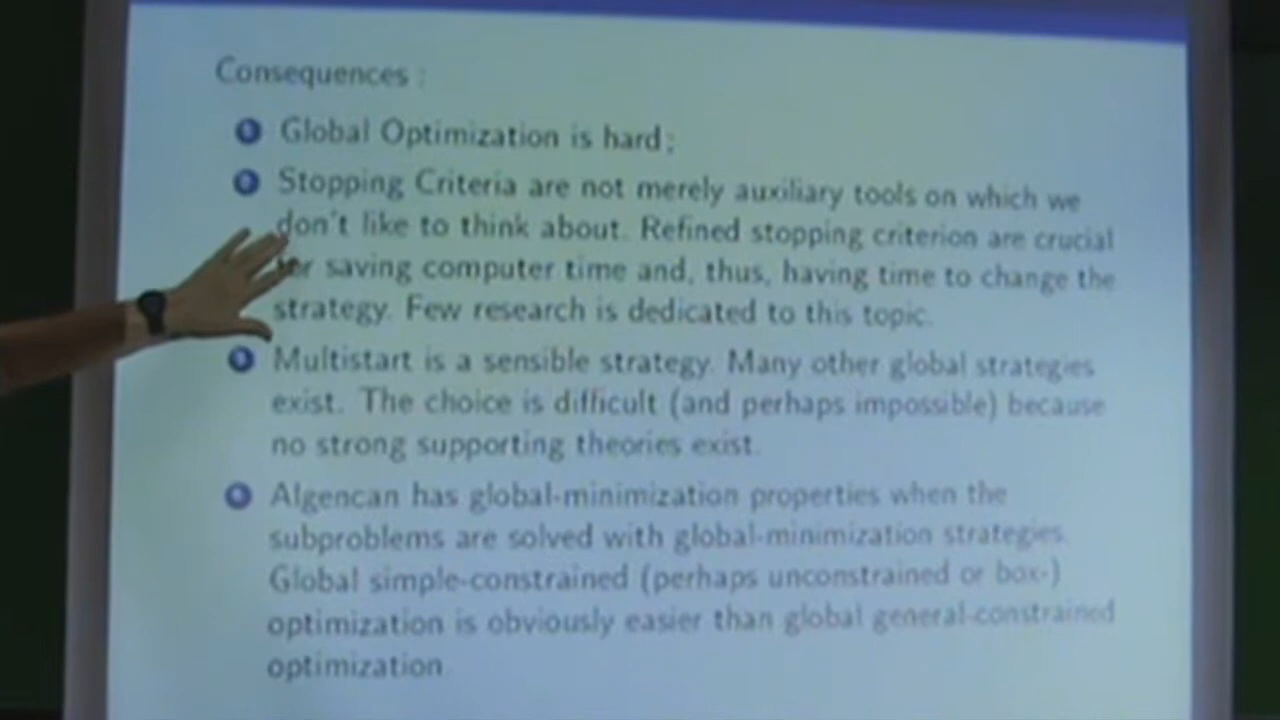 Consequences :
Global Optimization is hard;
Stopping Criteria are not merely auxiliary tools on which we
don't like to think about. Refined stopping criterion are crucial
for saving computer time and, thus, having time to change the
strategy. Few research is dedicated to this topic.
Multistart is a sensible strategy. Many other global strategies
exist. The choice is difficult (and perhaps impossible) because
no strong supporting theories exist.
Algencan has global-minimization properties when the
subproblems are solved with global-minimization strategies.
Global simple-constrained (perhaps unconstrained or box-)
optimization is obviously easier than global general-constrained
optimization.